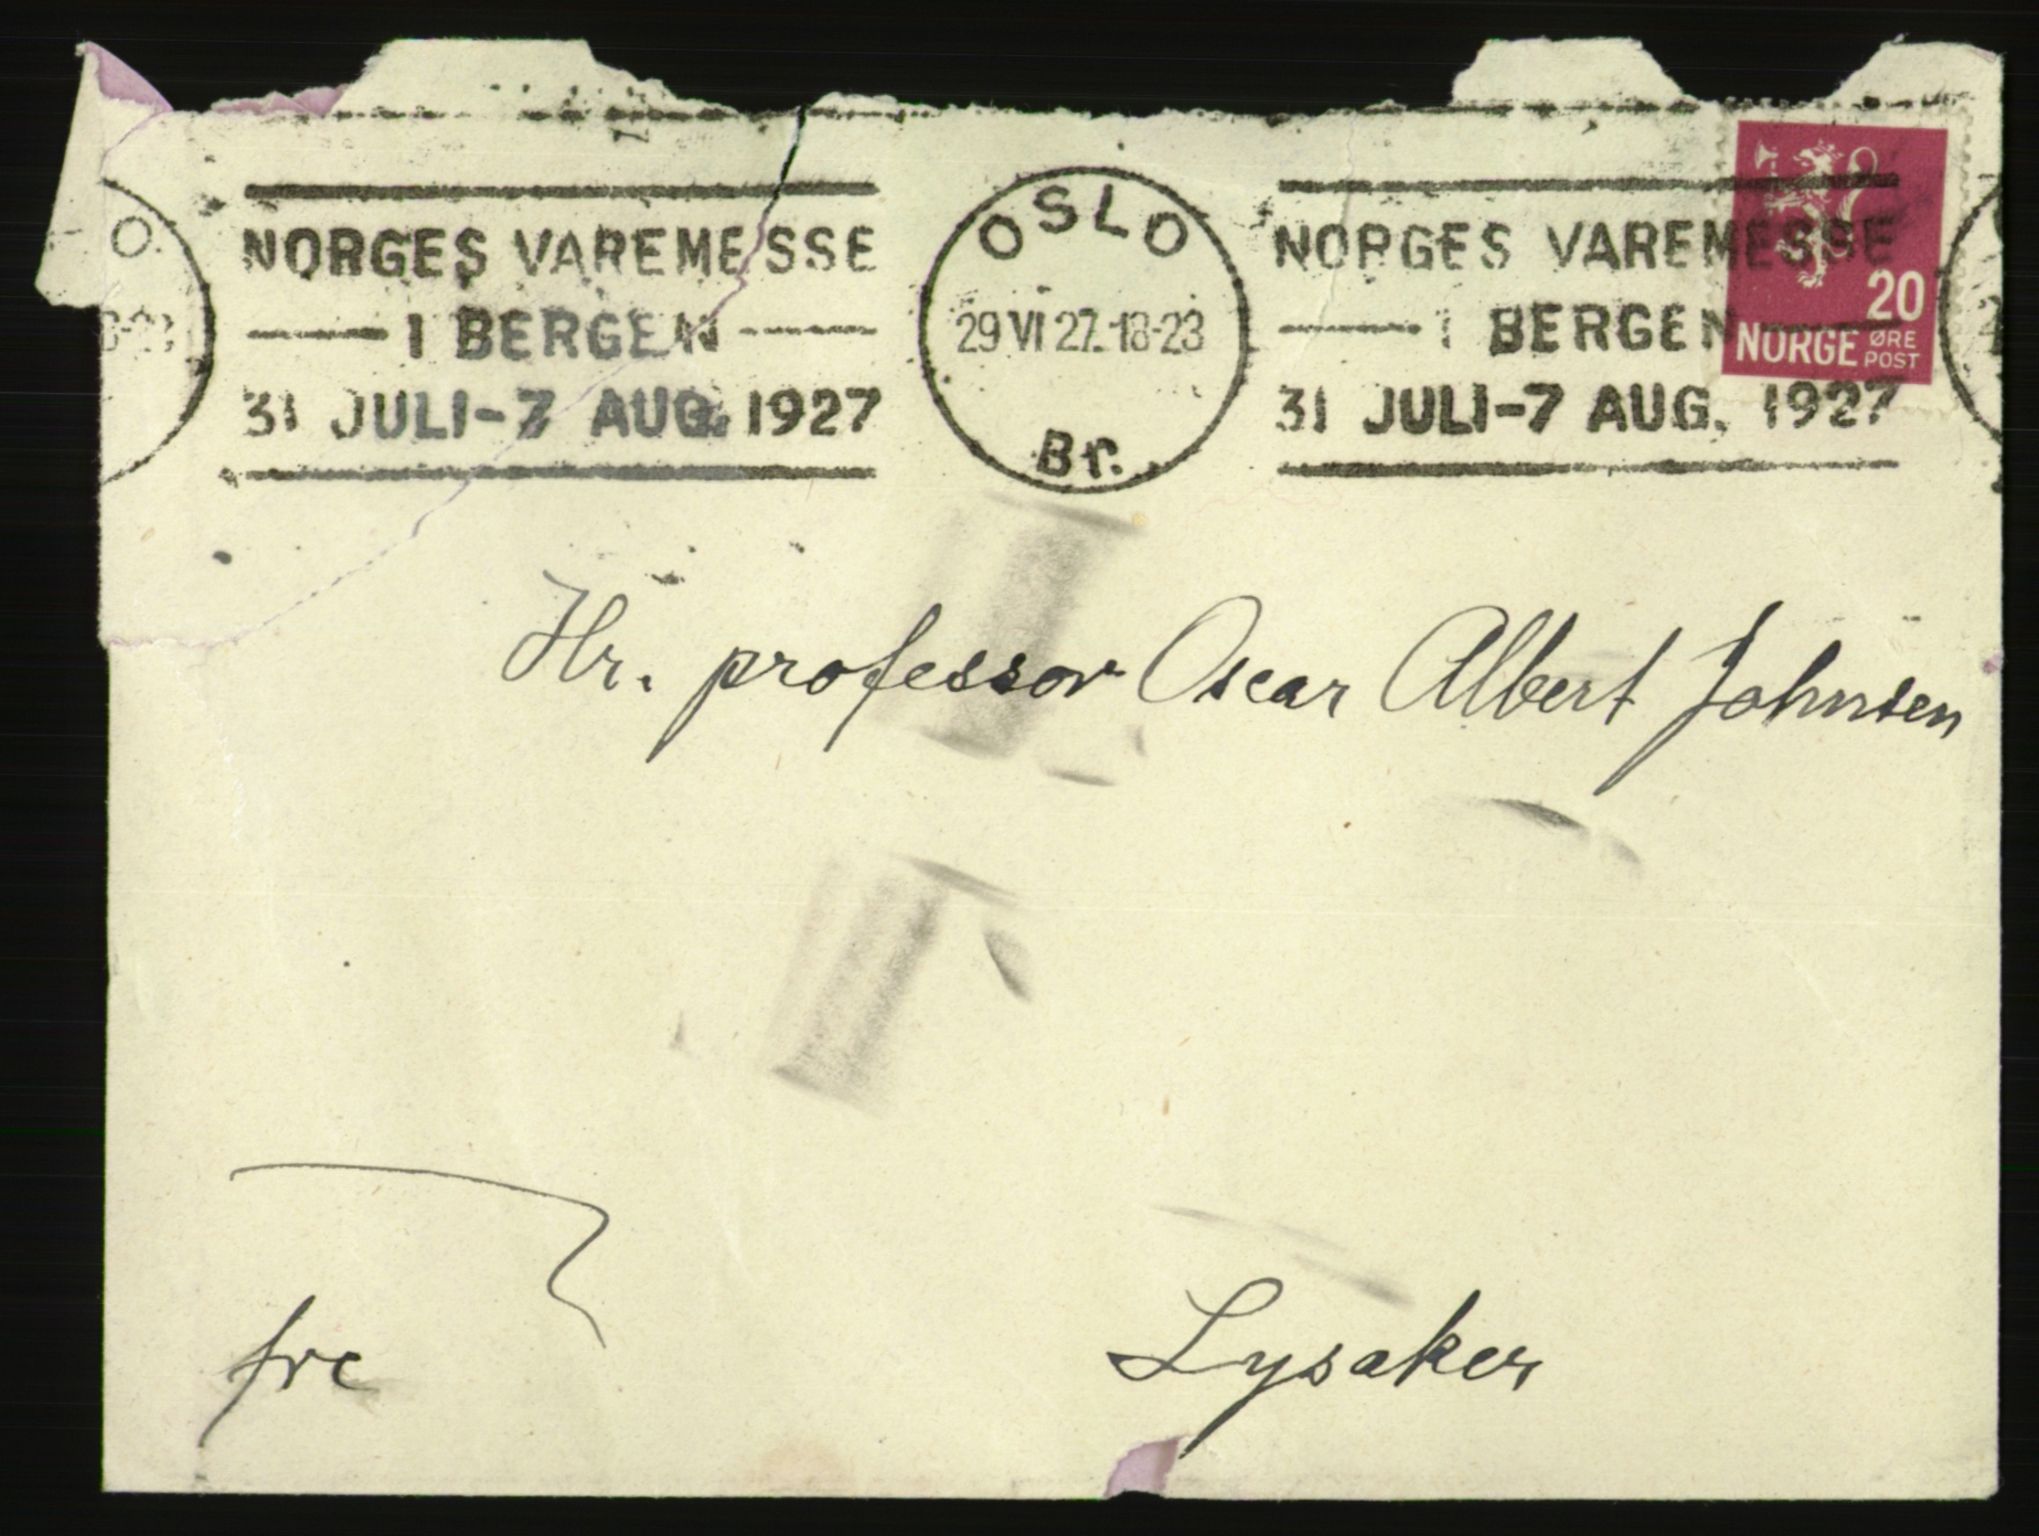 O
NORGES VAREMESSE
I BERGEN
31 JULI-7 AUG. 1927
OSLO
29 VI 27. 18-23
Br.
NORGES VAREMESSE
I BERGEN
31 JULI-7 AUG. 1927
20
NORGE ØRE
POST
Hr. professor Oscar Albert Johnsen
frc
Lysaker